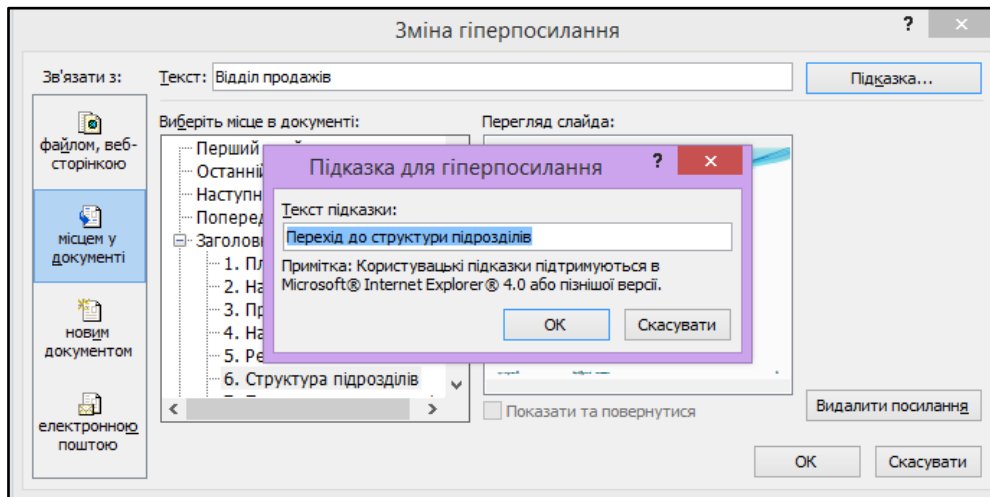 Зміна гіперпосилання
Зв'язати з:
Текст: Відділ продажів
Підказка...
файлом, веб-
сторінкою
місцем у
документі
новим
документом
електронною
поштою
Виберіть місце в документі:
Перший
Останній
Наступн
Поперед
Заголов
1. Пл
2. На
3. Пр
4. На
5. Ре
6. Структура підрозділів
Перегляд слайда:
Підказка для гіперпосилання
Текст підказки:
Перехід до структури підрозділів
Примітка: Користувацькі підказки підтримуються в
Microsoft® Internet Explorer® 4.0 або пізнішої версії.
ОК Скасувати
Показати та повернутися
Видалити посилання
ОК Скасувати